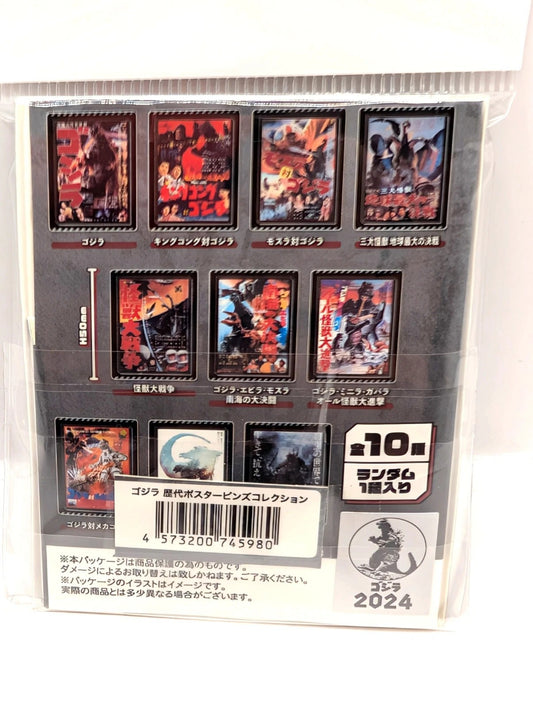 ゴジラ
キングコング対ゴジラ
モスラ対ゴジラ
三大怪獣 地球最大の決戦
H50mm
怪獣大戦争
怪獣大戦争
ゴジラ・エビラ・モスラ
南海の大決闘
ゴジラ・ミニラ・ガバラ
オール怪獣大進撃
全10種
ランダム
1種入り
ゴジラ対メカゴ
ゴジラ 歴代ポスターピンズコレクション
4 573200 745980
※本パッケージは商品保護の為のものです。
ダメージによるお取り替えは致しかねます。ご了承ください。
※パッケージのイラストはイメージです。
実際の商品とは多少異なる場合がございます。
ゴジラ
2024